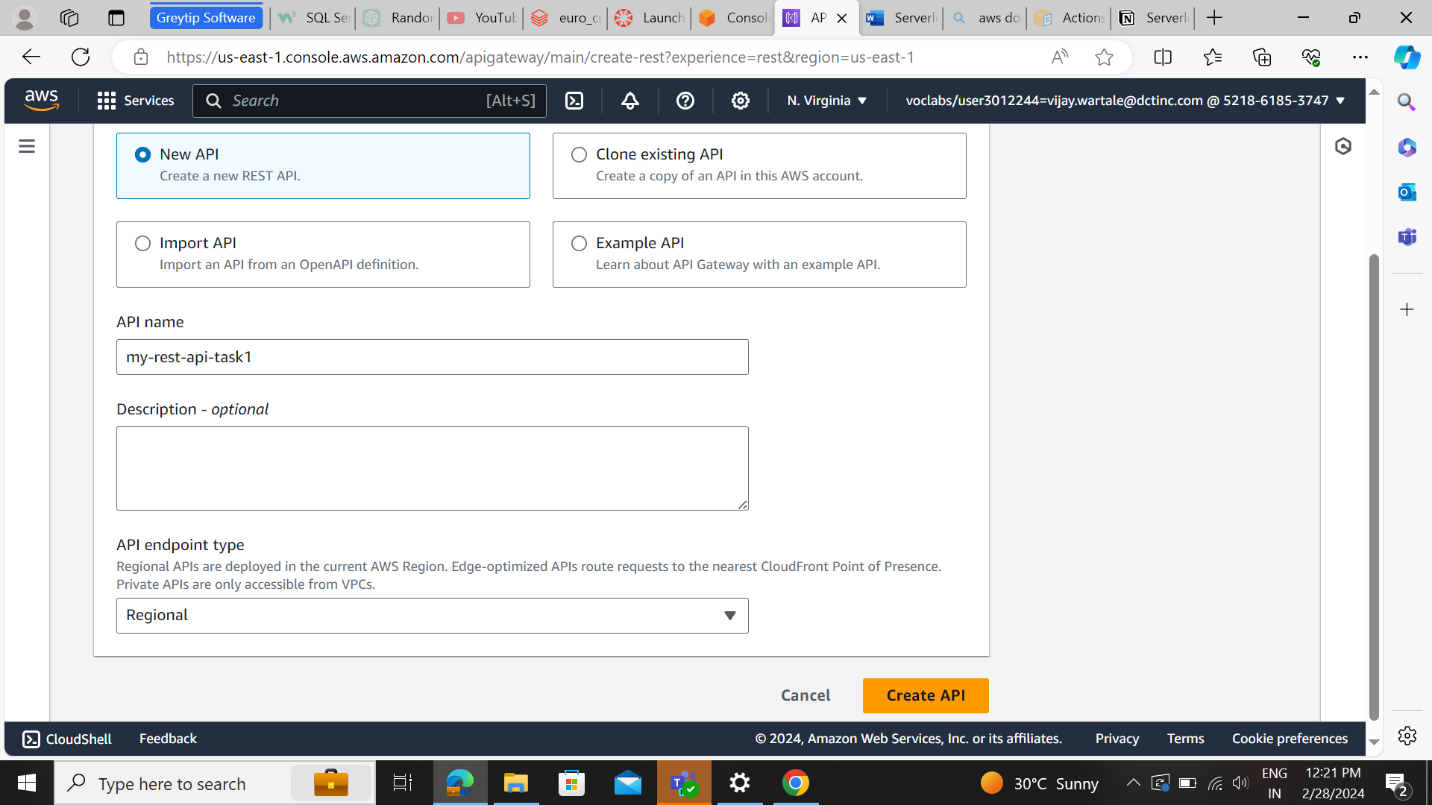 Greytip Software
SQL Se
Rando
YouTub
euro_cu
Launch
Consol
AP
Serverl
aws do
Actions
Serverl
https://us-east-1.console.aws.amazon.com/apigateway/main/create-rest?experience=rest&region=us-east-1
aws
Services
Search
[Alt+S]
N. Virginia
voclabs/user3012244=vijay.wartale@dctinc.com @ 5218-6185-3747
New API
Create a new REST API.
Clone existing API
Create a copy of an API in this AWS account.
Import API
Import an API from an OpenAPI definition.
Example API
Learn about API Gateway with an example API.
API name
my-rest-api-task1
Description - optional
API endpoint type
Regional APIs are deployed in the current AWS Region. Edge-optimized APIs route requests to the nearest CloudFront Point of Presence.
Private APIs are only accessible from VPCs.
Regional
Cancel
Create API
CloudShell
Feedback
© 2024, Amazon Web Services, Inc. or its affiliates.
Privacy
Terms
Cookie preferences
Type here to search
30°C Sunny
ENG
IN
12:21 PM
2/28/2024
2